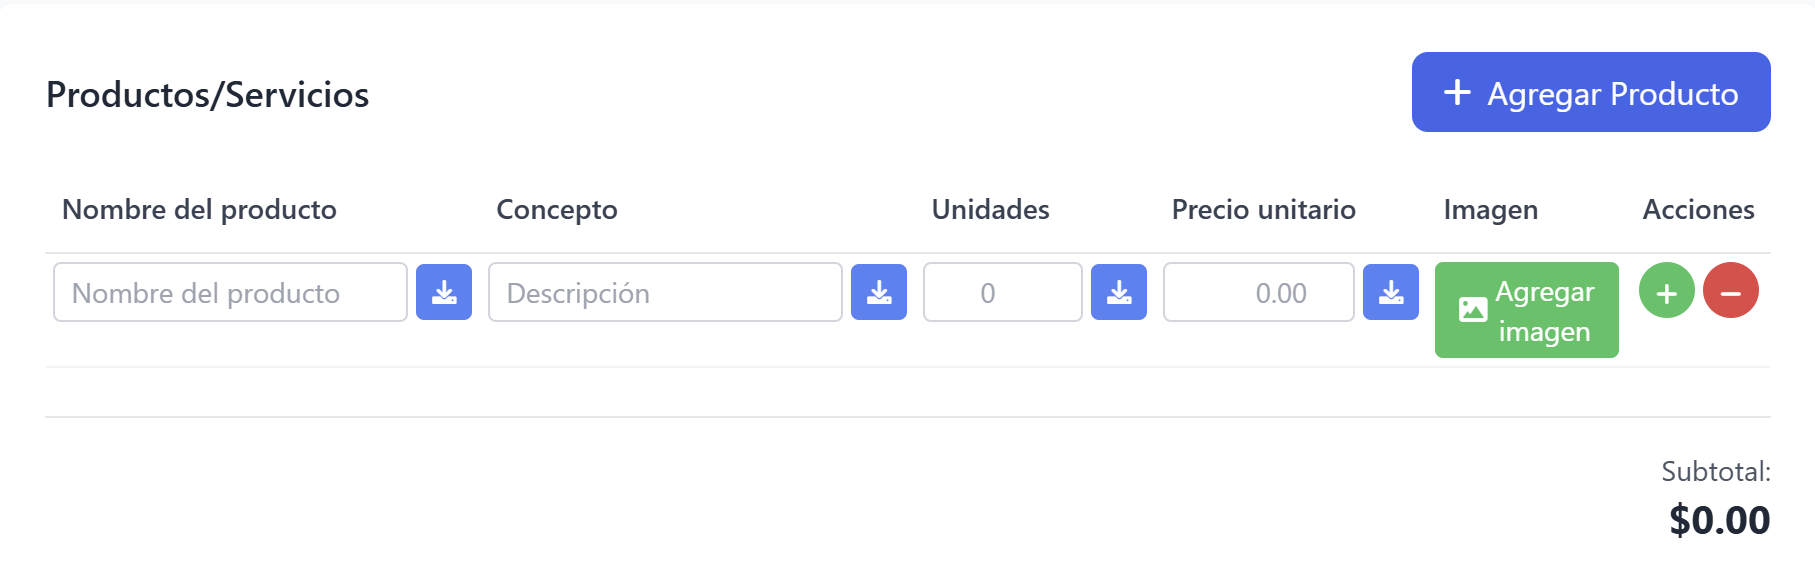 Productos/Servicios
Agregar Producto
Nombre del producto Concepto Unidades Precio unitario Imagen Acciones
Nombre del producto Descripción 0 0.00 Agregar
imagen
Subtotal:
$0.00